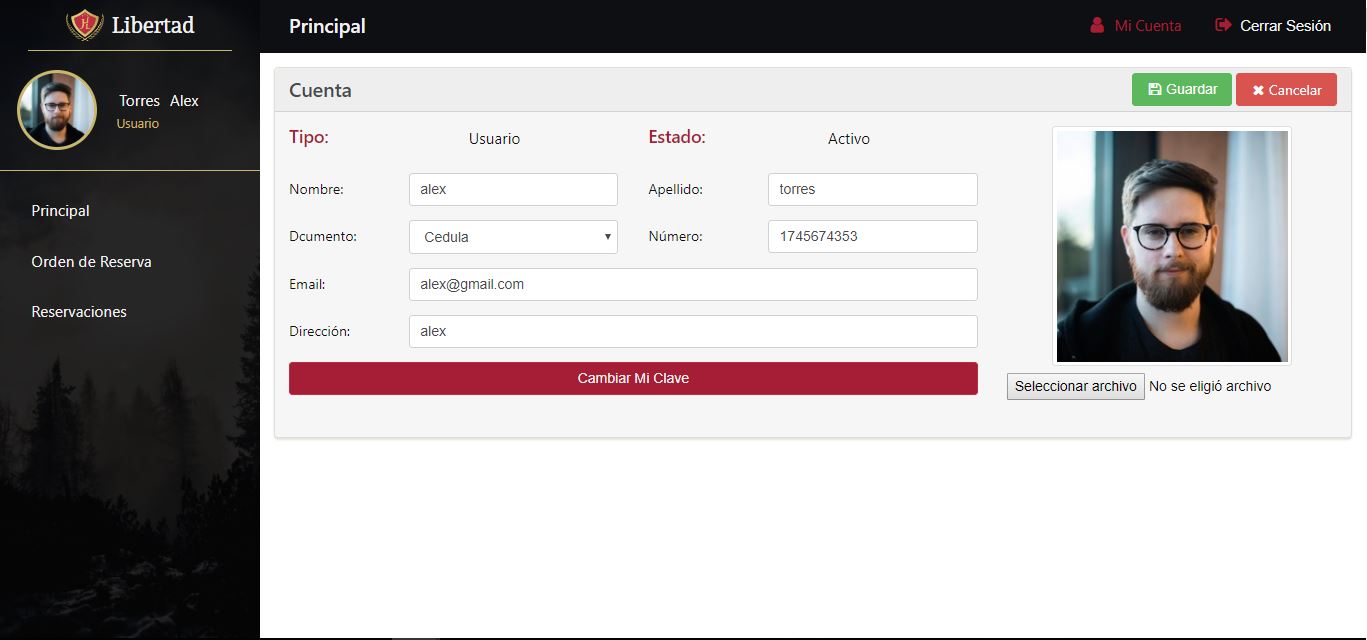 Libertad
Principal
Mi Cuenta
Cerrar Sesión
Torres Alex
Usuario
Principal
Orden de Reserva
Reservaciones
Cuenta
Guardar
Cancelar
Tipo: Usuario Estado: Activo
Nombre: alex Apellido: torres
Dcumento: Cedula Número: 1745674353
Email: alex@gmail.com
Dirección: alex
Cambiar Mi Clave
Seleccionar archivo No se eligió archivo